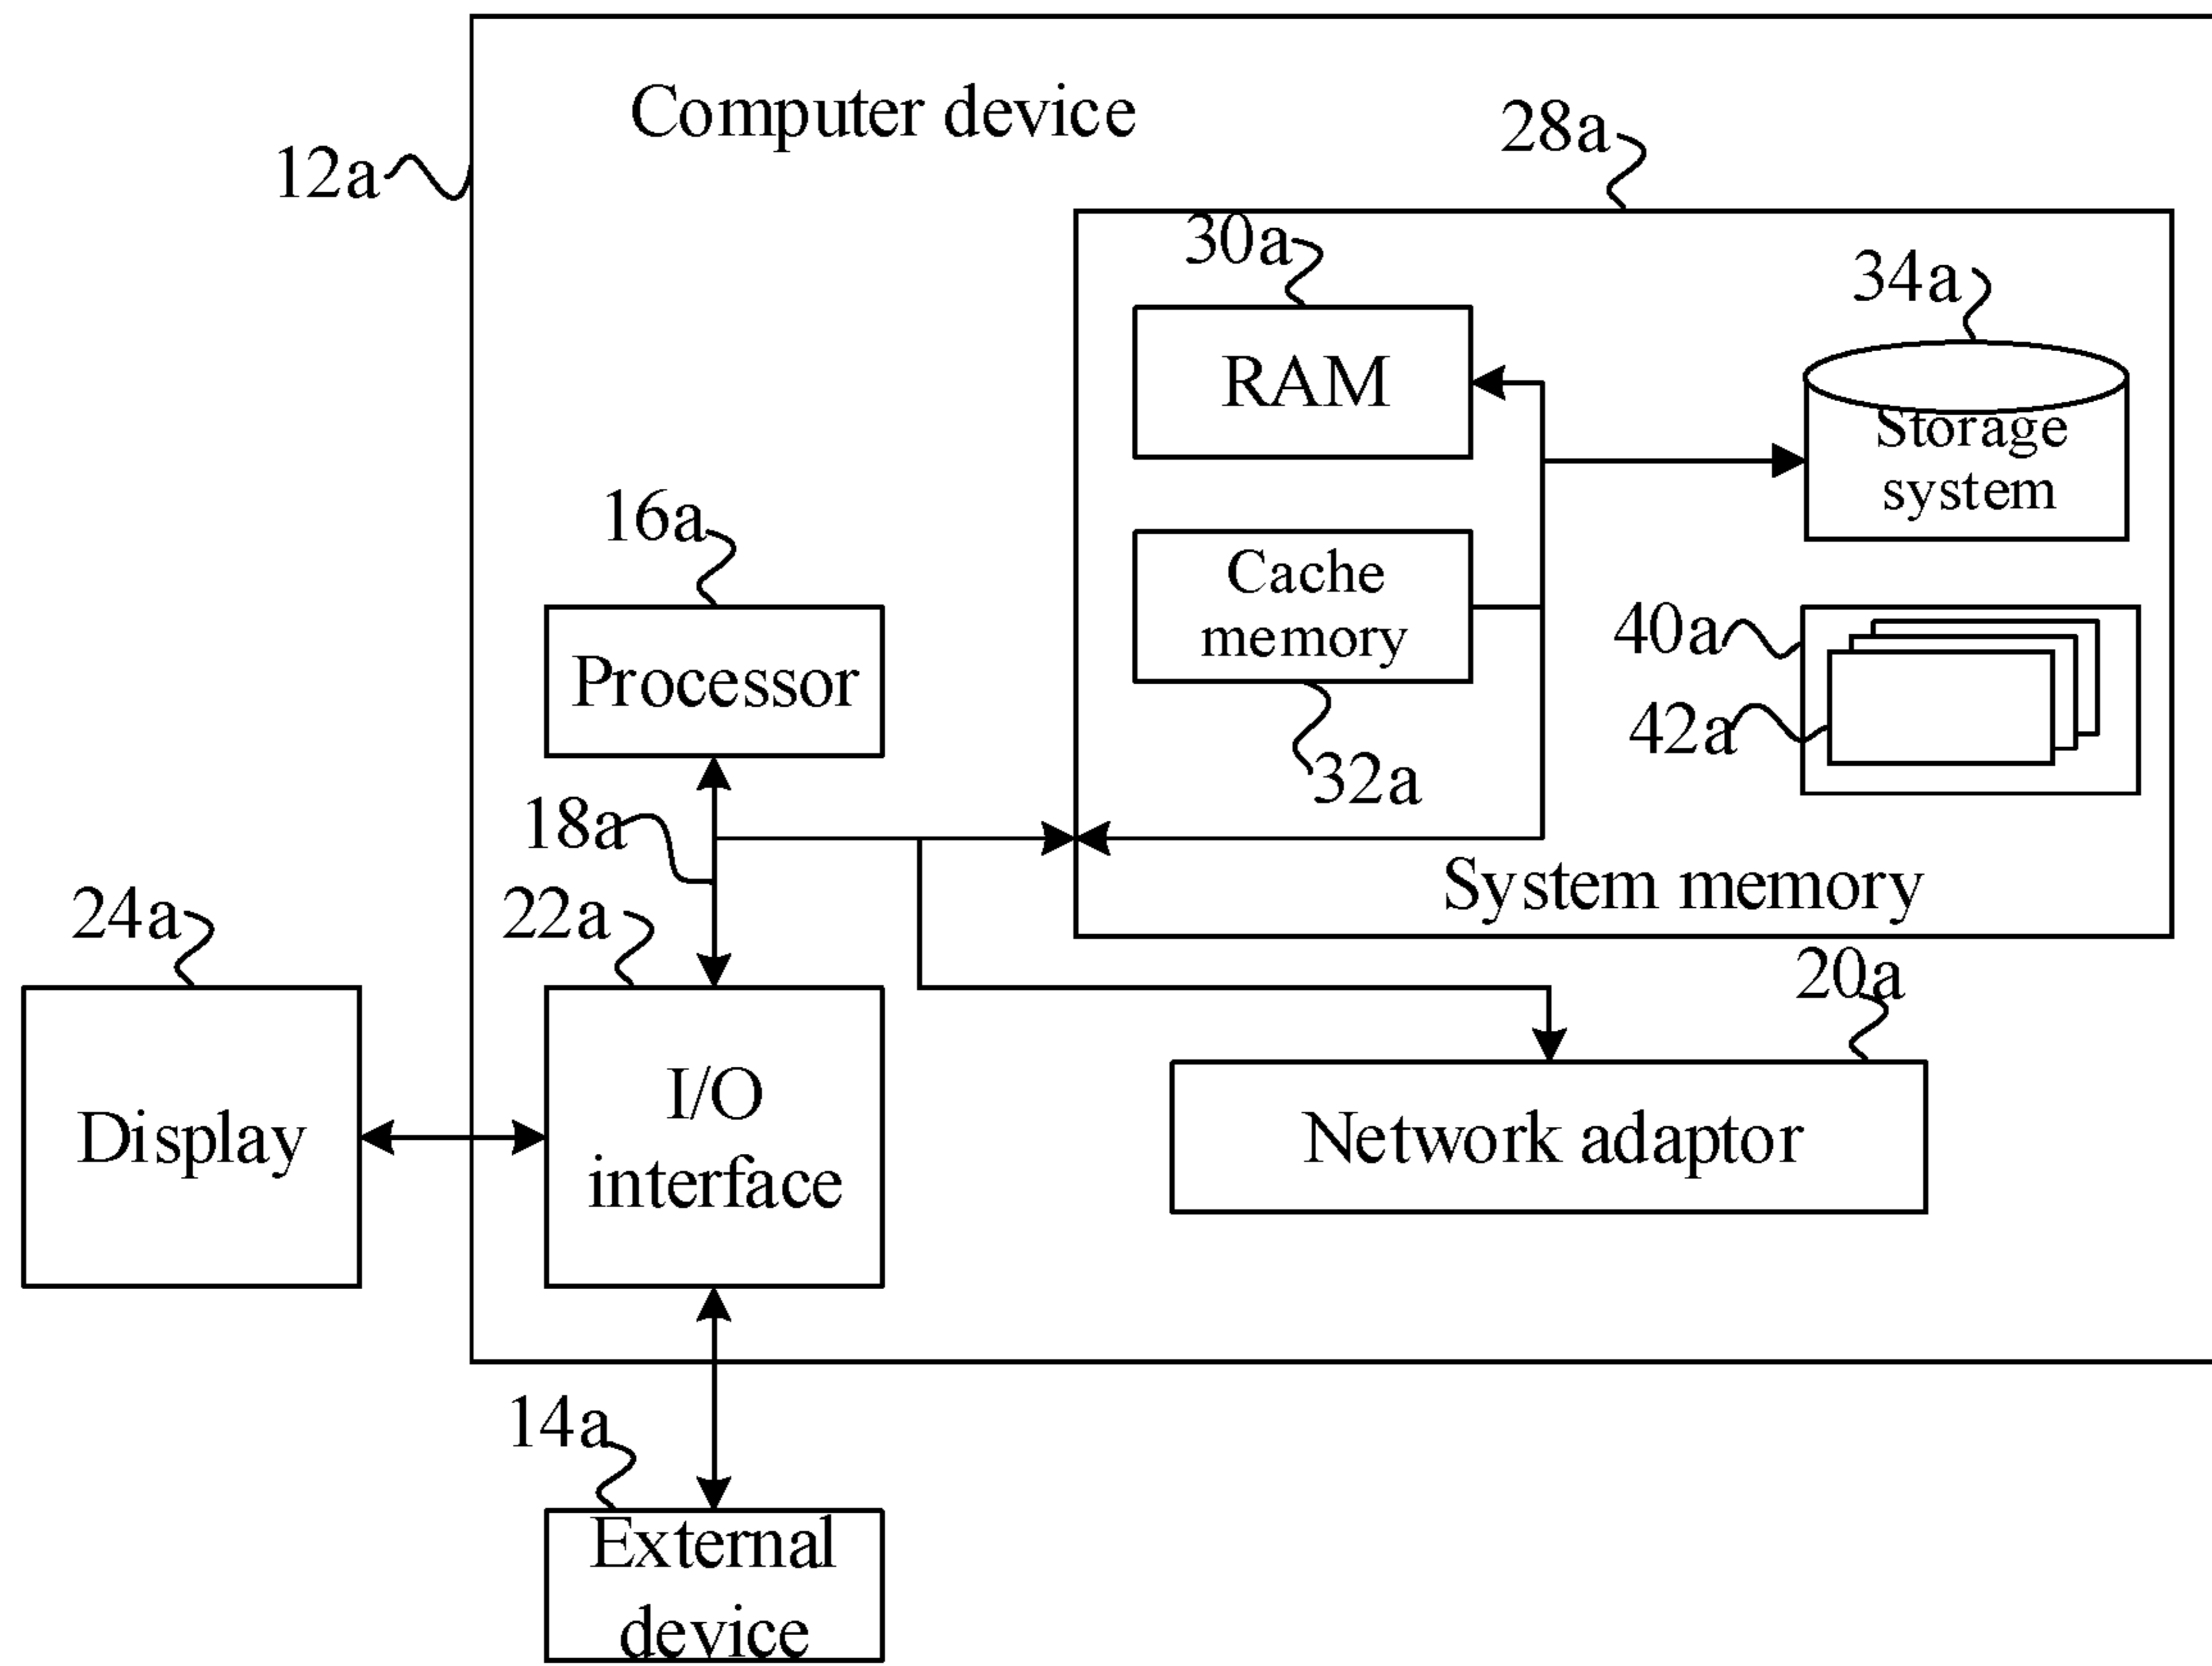 Computer device
28a
12a
30a
34a
RAM
Storage
system
16a
Cache
memory
40a
Processor
42a
32a
18a
System memory
24a
22a
20a
I/O
interface
Display
Network adaptor
14a
External
device